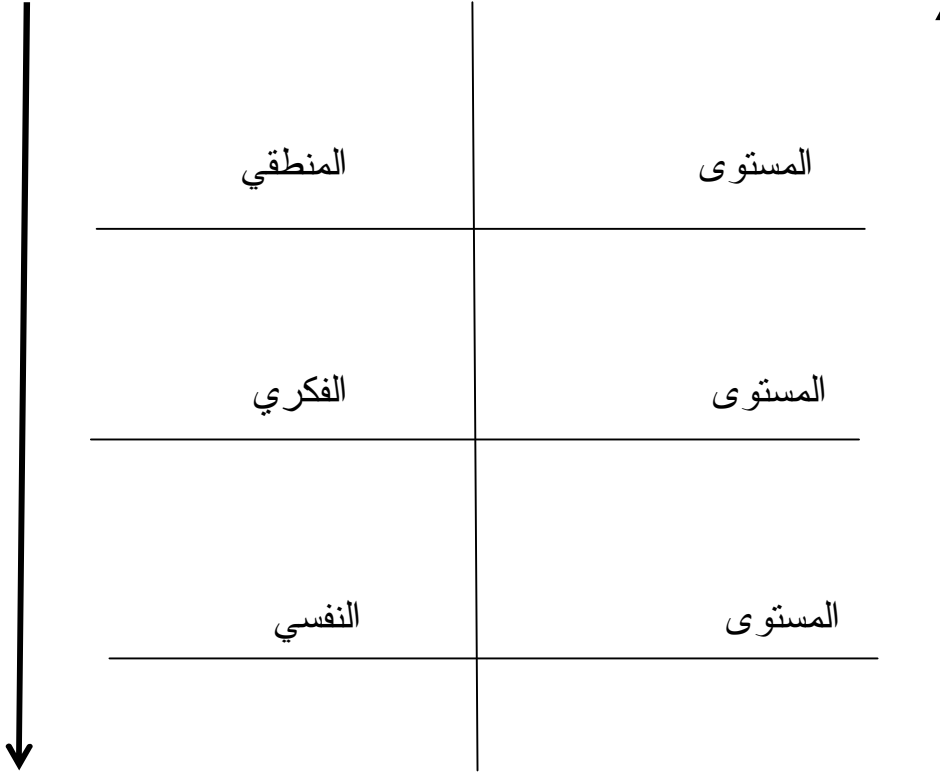 المستوى المنطقي
المستوى الفكري
المستوى النفسي